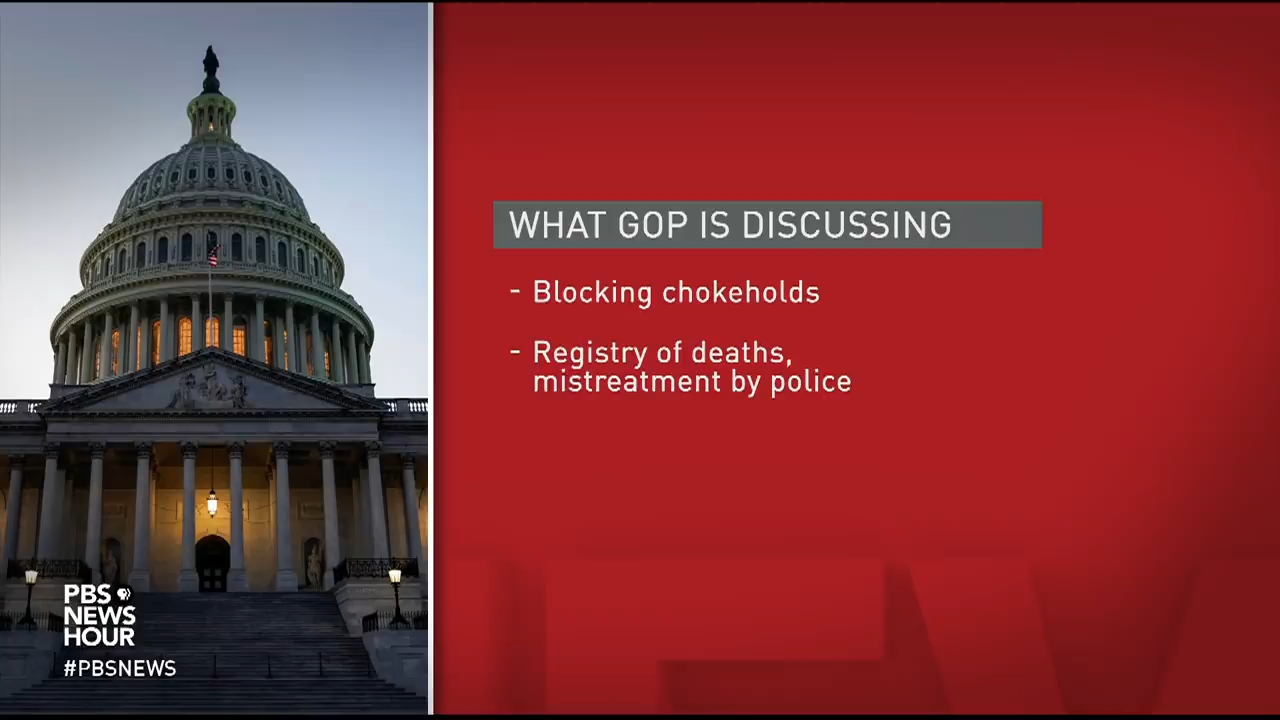 WHAT GOP IS DISCUSSING
- Blocking chokeholds
- Registry of deaths,
mistreatment by police
PBS
NEWS
HOUR
#PBSNEWS